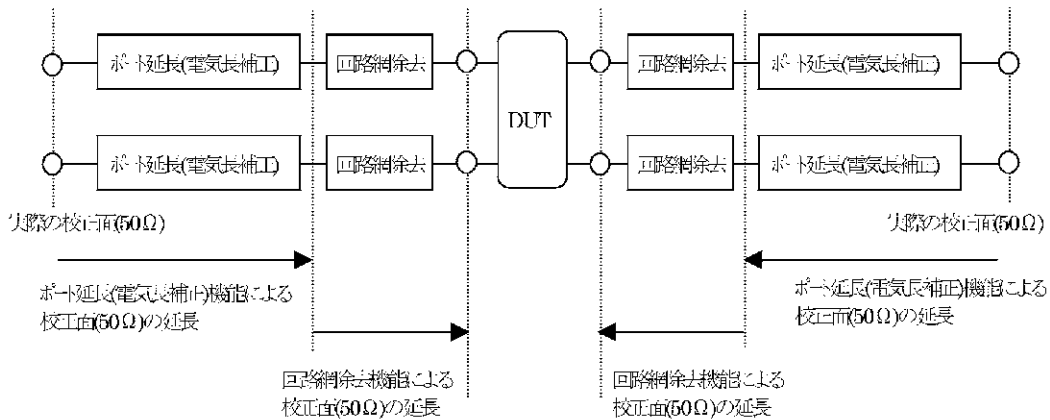 ポート延長(電気長補正)
回路網除去
回路網除去
ポート延長(電気長補正)
DUT
ポート延長(電気長補正)
回路網除去
回路網除去
ポート延長(電気長補正)
実際の校正面(50Ω)
実際の校正面(50Ω)
ポート延長(電気長補正)機能による
校正面(50Ω)の延長
ポート延長(電気長補正)機能による
校正面(50Ω)の延長
回路網除去機能による
校正面(50Ω)の延長
回路網除去機能による
校正面(50Ω)の延長